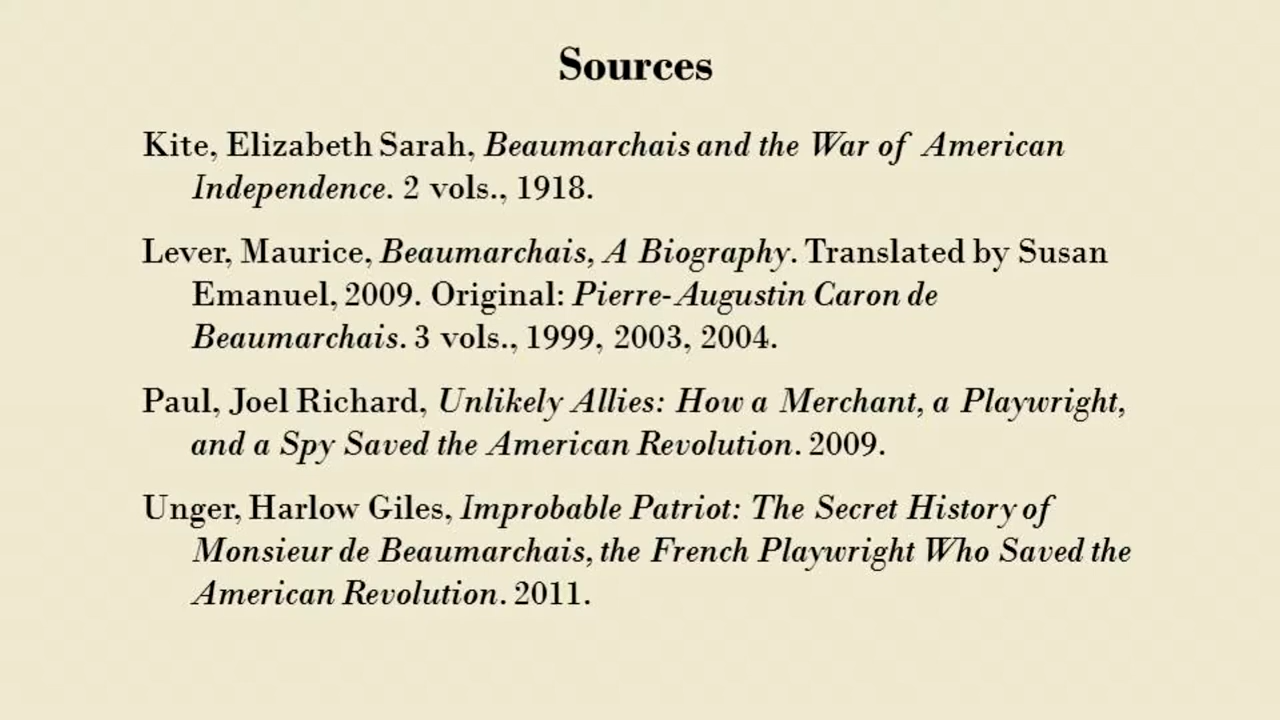 Sources
Kite, Elizabeth Sarah, Beaumarchais and the War of American
Independence. 2 vols., 1918.
Lever, Maurice, Beaumarchais, A Biography. Translated by Susan
Emanuel, 2009. Original: Pierre-Augustin Caron de
Beaumarchais. 3 vols., 1999, 2003, 2004.
Paul, Joel Richard, Unlikely Allies: How a Merchant, a Playwright,
and a Spy Saved the American Revolution. 2009.
Unger, Harlow Giles, Improbable Patriot: The Secret History of
Monsieur de Beaumarchais, the French Playwright Who Saved the
American Revolution. 2011.